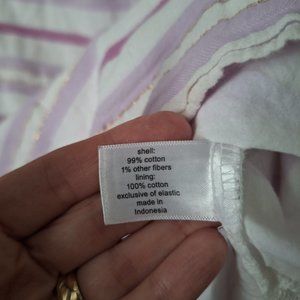 shell:
99% cotton
1% other fibers
lining:
100% cotton
exclusive of elastic
made in
Indonesia